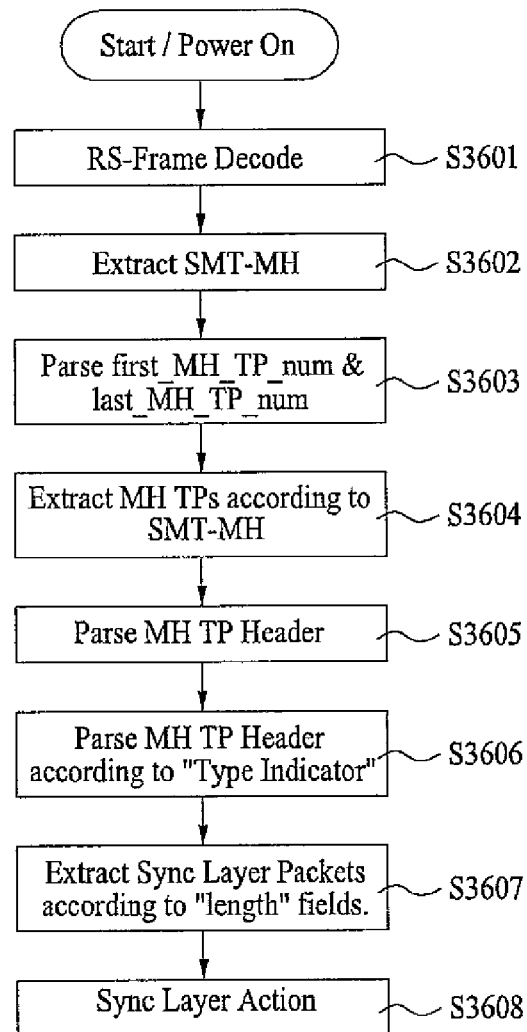 Start / Power On
RS-Frame Decode
S3601
Extract SMT-MH
S3602
Parse first_MH_TP_num &
last_MH_TP_num
S3603
Extract MH TPs according to
SMT-MH
S3604
Parse MH TP Header
S3605
Parse MH TP Header
according to "Type Indicator"
S3606
Extract Sync Layer Packets
according to "length" fields.
S3607
Sync Layer Action
S3608